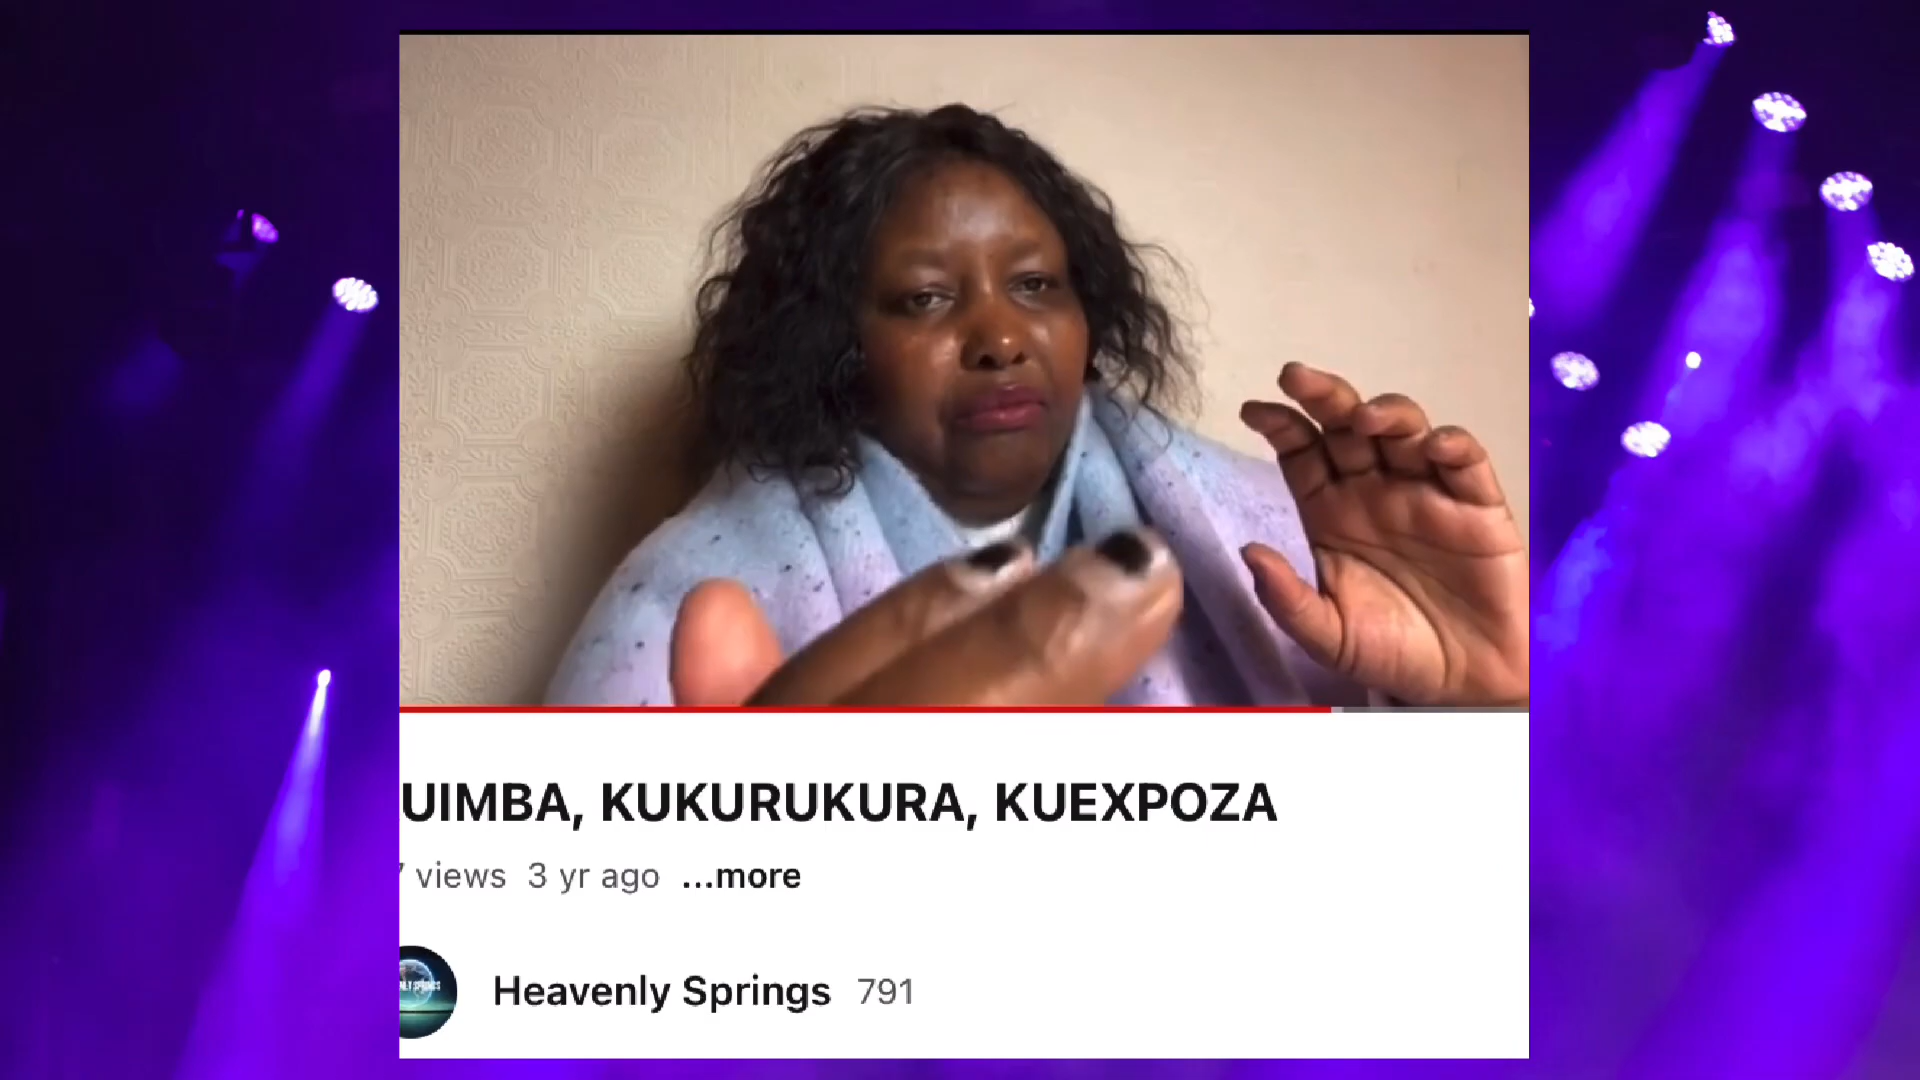 UIMBA, KUKURUKURA, KUEXPOZA
views 3 yr ago ...more
Heavenly Springs 791